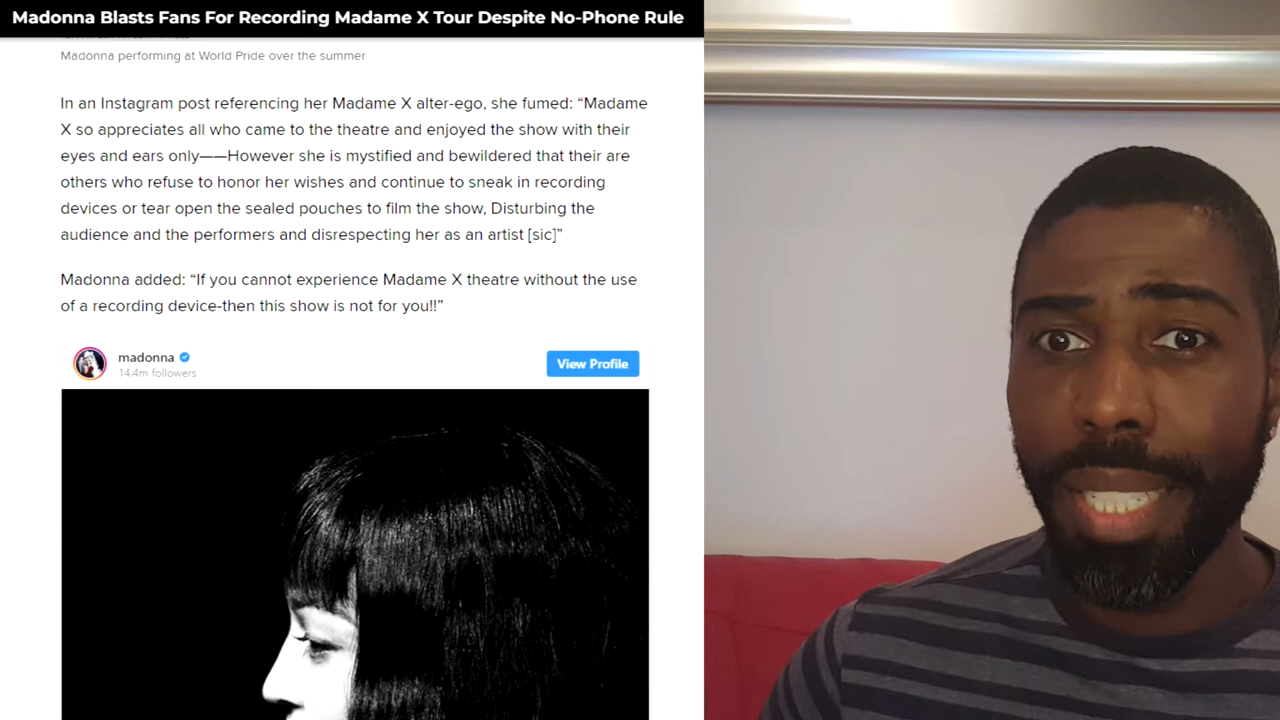 Madonna Blasts Fans For Recording Madame X Tour Despite No-Phone Rule
Madonna performing at World Pride over the summer
In an Instagram post referencing her Madame X alter-ego, she fumed: “Madame
X so appreciates all who came to the theatre and enjoyed the show with their
eyes and ears only——However she is mystified and bewildered that their are
others who refuse to honor her wishes and continue to sneak in recording
devices or tear open the sealed pouches to film the show, Disturbing the
audience and the performers and disrespecting her as an artist [sic]”
Madonna added: “If you cannot experience Madame X theatre without the use
of a recording device-then this show is not for you!!”
madonna
14.4m followers
View Profile